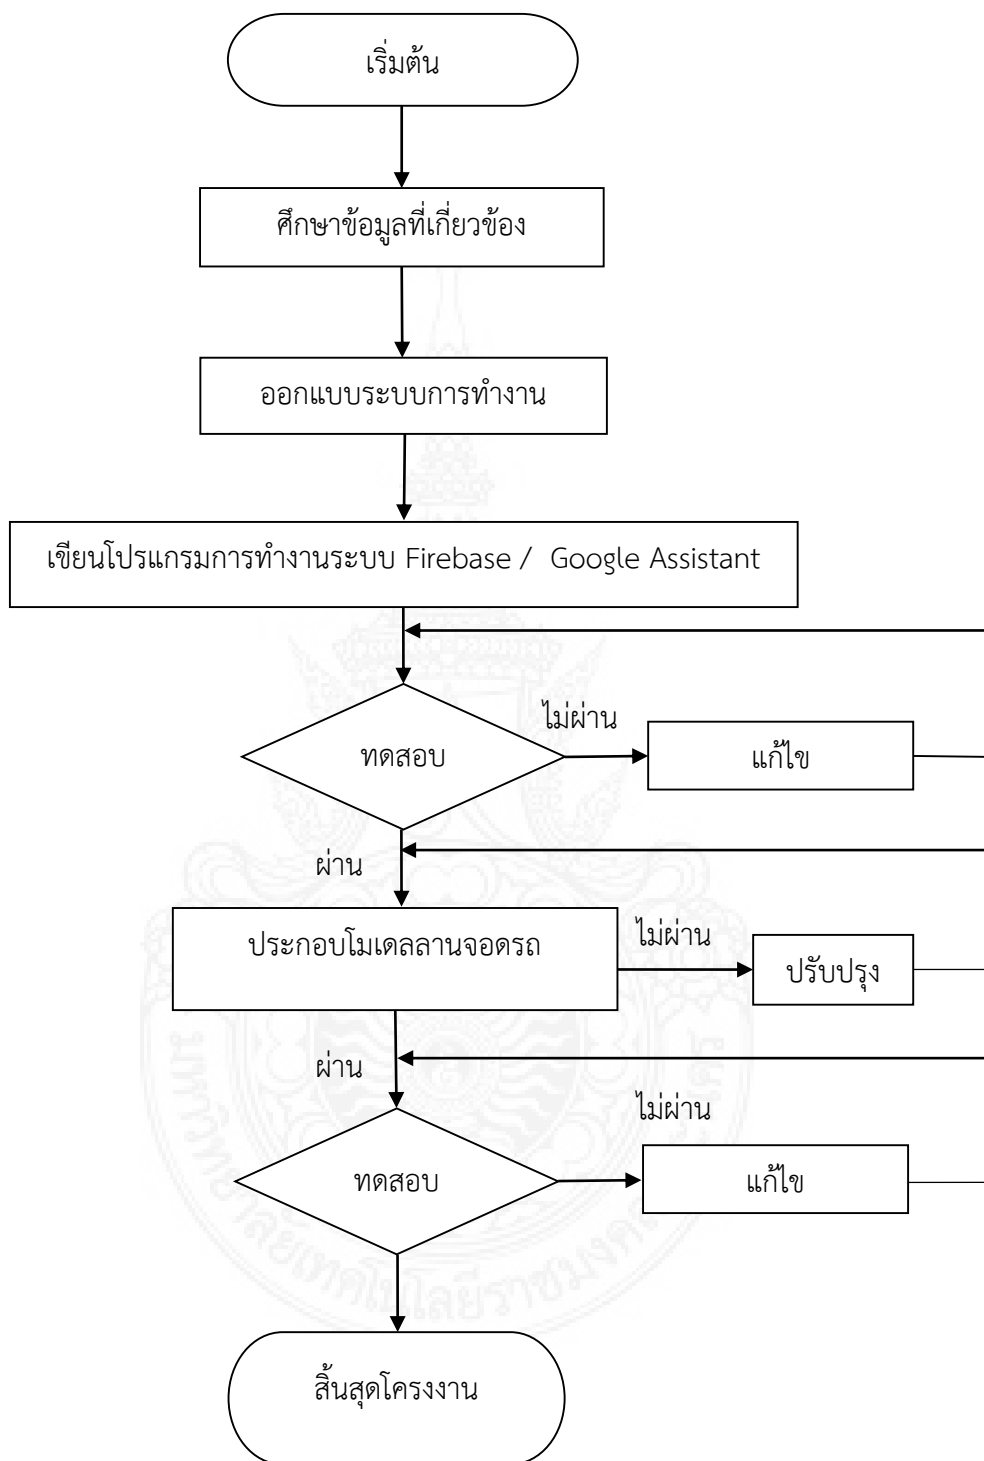 เริ่มต้น
ศึกษาข้อมูลที่เกี่ยวข้อง
ออกแบบระบบการทำงาน
เขียนโปรแกรมการทำงานระบบ Firebase / Google Assistant
ไม่ผ่าน
ทดสอบ
แก้ไข
ผ่าน
ไม่ผ่าน
ประกอบโมเดลลานจอดรถ
ปรับปรุง
ผ่าน
ไม่ผ่าน
ทดสอบ
แก้ไข
สิ้นสุดโครงงาน